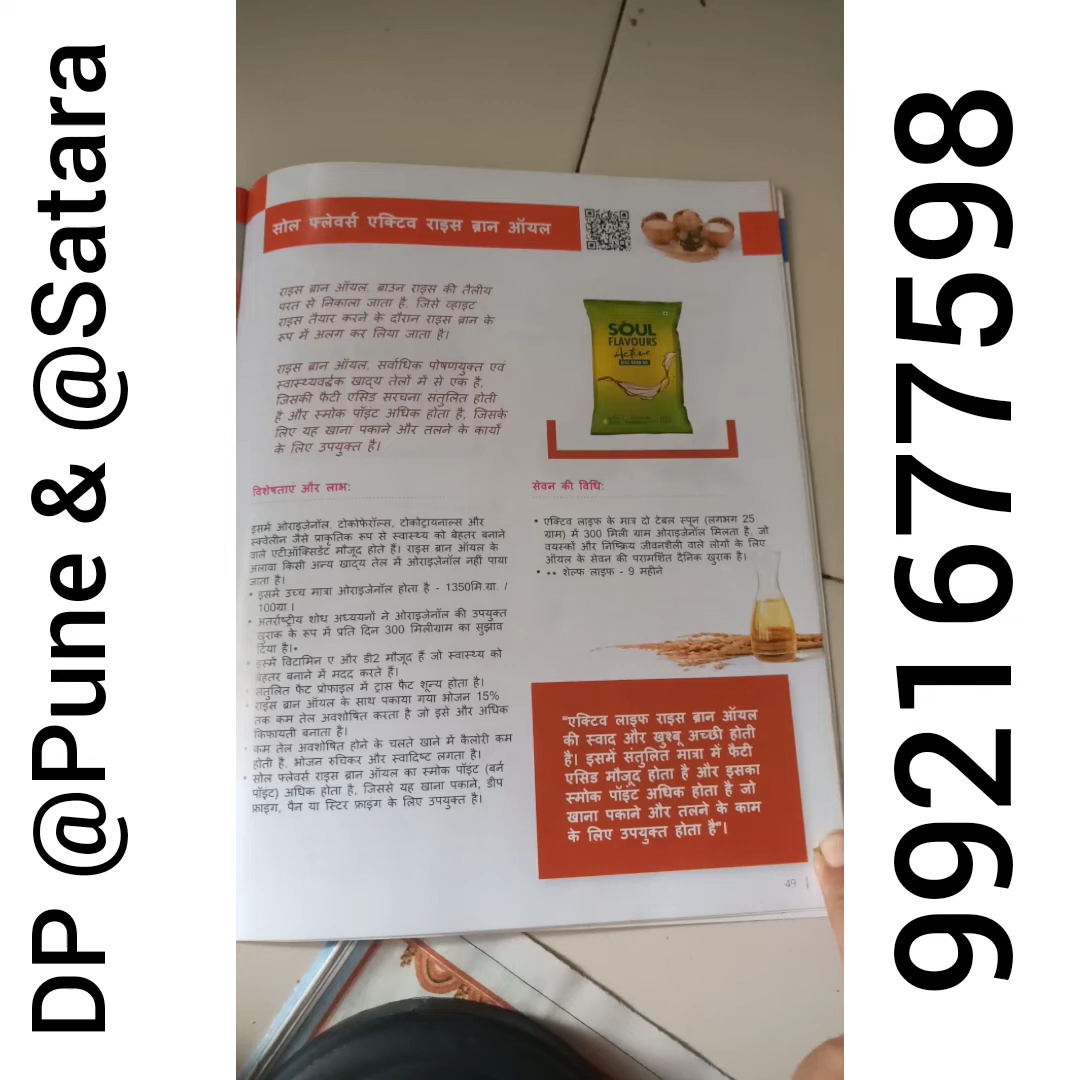 DP @Pune & @Satara
सोल फ्लेवर्स एक्टिव राइस ब्रान ऑयल
राइस ब्रान ऑयल, ब्राउन राइस की तैलीय
परत से निकाला जाता है, जिसे व्हाइट
राइस तैयार करने के दौरान राइस ब्रान के
रूप में अलग कर लिया जाता है।
राइस ब्रान ऑयल, सर्वाधिक पोषणयुक्त एवं
स्वास्थ्यवर्द्धक खाद्य तेलों में से एक है,
जिसकी फैटी एसिड सरचना संतुलित होती
है और स्मोक पॉइंट अधिक होता है, जिसके
लिए यह खाना पकाने और तलने के कार्यों
के लिए उपयुक्त है।
SOUL
FLAVOURS
Active
विशेषताएं और लाभ:
इसमें ओराइजेनॉल, टोकोफेरॉल्स, टोकोट्रायनाल्स और
स्क्वेलीन जैसे प्राकृतिक रूप से स्वास्थ्य को बेहतर बनाने
वाले एंटीऑक्सिडेंट मौजूद होते हैं। राइस ब्रान ऑयल के
अलावा किसी अन्य खाद्य तेल में ओराइजेनॉल नही पाया
जाता है।
• इसमें उच्च मात्रा ओराइजेनॉल होता है - 1350मि.ग्रा. /
100ग्रा.।
• अंतर्राष्ट्रीय शोध अध्ययनों ने ओराइजेनॉल की उपयुक्त
खुराक के रूप में प्रति दिन 300 मिलीग्राम का सुझाव
दिया है।*
• इसमें विटामिन ए और डी2 मौजूद हैं जो स्वास्थ्य को
बेहतर बनाने में मदद करते हैं।
• संतुलित फैट प्रोफाइल में ट्रांस फैट शून्य होता है।
• राइस ब्रान ऑयल के साथ पकाया गया भोजन 15%
तक कम तेल अवशोषित करता है जो इसे और अधिक
किफायती बनाता है।
• कम तेल अवशोषित होने के चलते खाने में कैलोरी कम
होती है, भोजन रुचिकर और स्वादिष्ट लगता है।
• सोल फ्लेवर्स राइस ब्रान ऑयल का स्मोक पॉइंट (बर्न
पॉइंट) अधिक होता है, जिससे यह खाना पकाने, डीप
फ्राइंग, पैन या स्टिर फ्राइंग के लिए उपयुक्त है।
सेवन की विधि:
• एक्टिव लाइफ के मात्र दो टेबल स्पून (लगभग 25
ग्राम) में 300 मिली ग्राम ओराइजेनॉल मिलता है, जो
वयस्कों और निष्क्रिय जीवनशैली वाले लोगों के लिए
ऑयल के सेवन की परामर्शित दैनिक खुराक है।
• ** शेल्फ लाइफ - 9 महीने
"एक्टिव लाइफ राइस ब्रान ऑयल
की स्वाद और खुश्बू अच्छी होती
है। इसमें संतुलित मात्रा में फैटी
एसिड मौजूद होता है और इसका
स्मोक पॉइंट अधिक होता है जो
खाना पकाने और तलने के काम
के लिए उपयुक्त होता है"।
49
9921677598